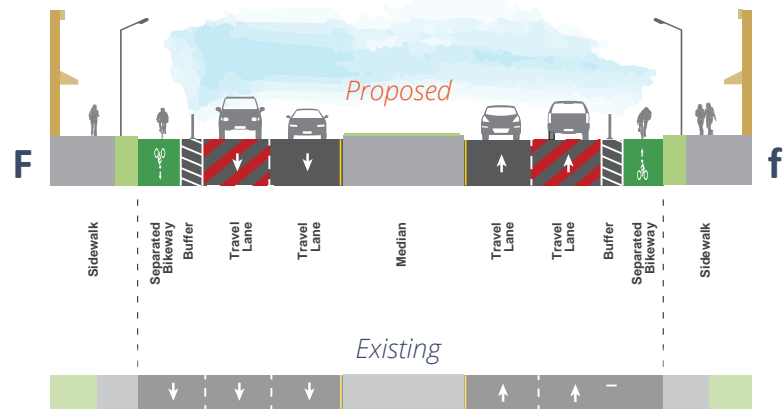 Proposed
F
f
Sidewalk
Separated
Bikeway
Buffer
Travel
Lane
Travel
Lane
Median
Travel
Lane
Travel
Lane
Buffer
Separated
Bikeway
Sidewalk
Existing